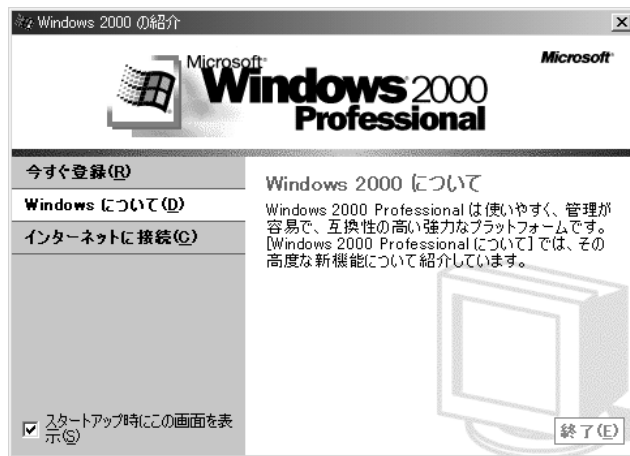 Windows 2000 の紹介
Microsoft
Microsoft
Windows 2000
Professional
今すぐ登録(R)
Windows について(D)
インターネットに接続(C)
Windows 2000 について
Windows 2000 Professional は使いやすく、管理が
容易で、互換性の高い強力なプラットフォームです。
[Windows 2000 Professional について] では、その
高度な新機能について紹介しています。
スタートアップ時にこの画面を表
示(S)
終了(E)